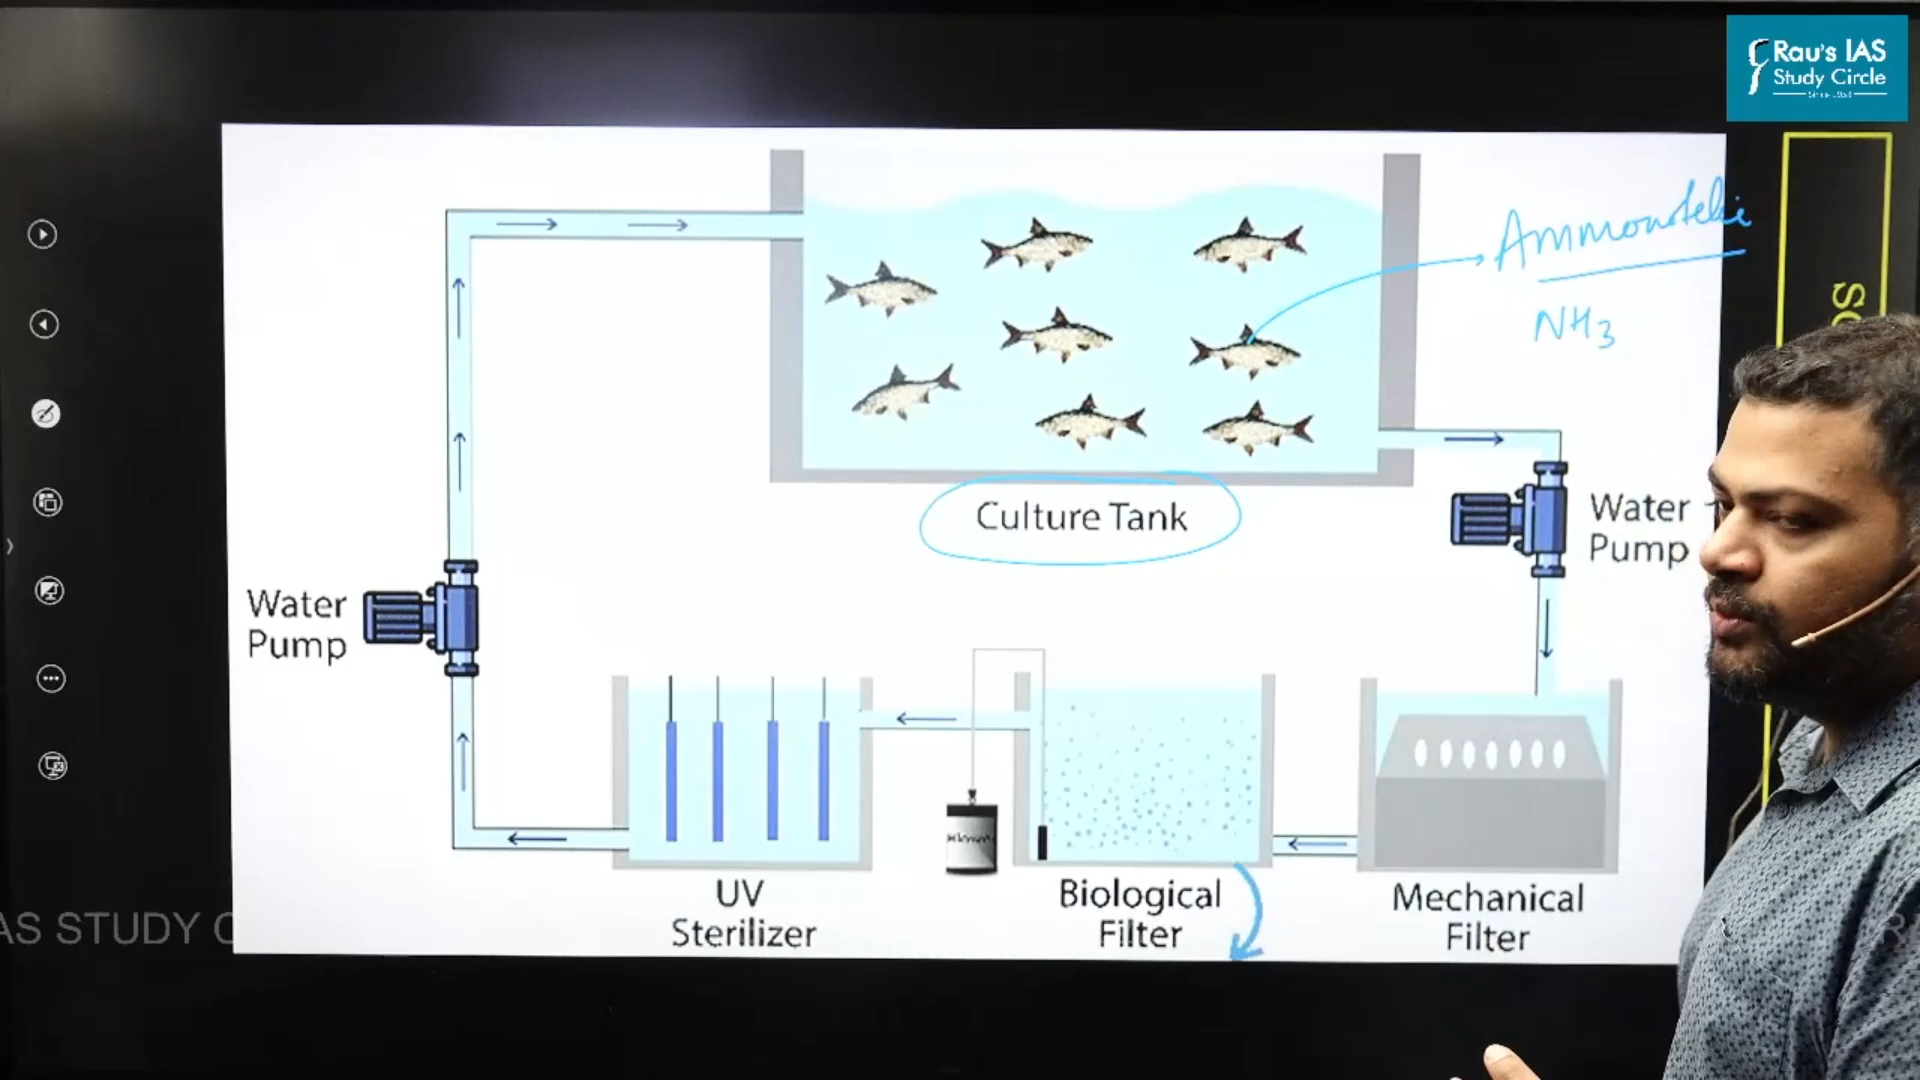 Rau's IAS
Study Circle
Ammonotelic
NH3
Culture Tank
Water
Pump
Water
Pump
UV
Sterilizer
Biological
Filter
Mechanical
Filter
AS STUDY C